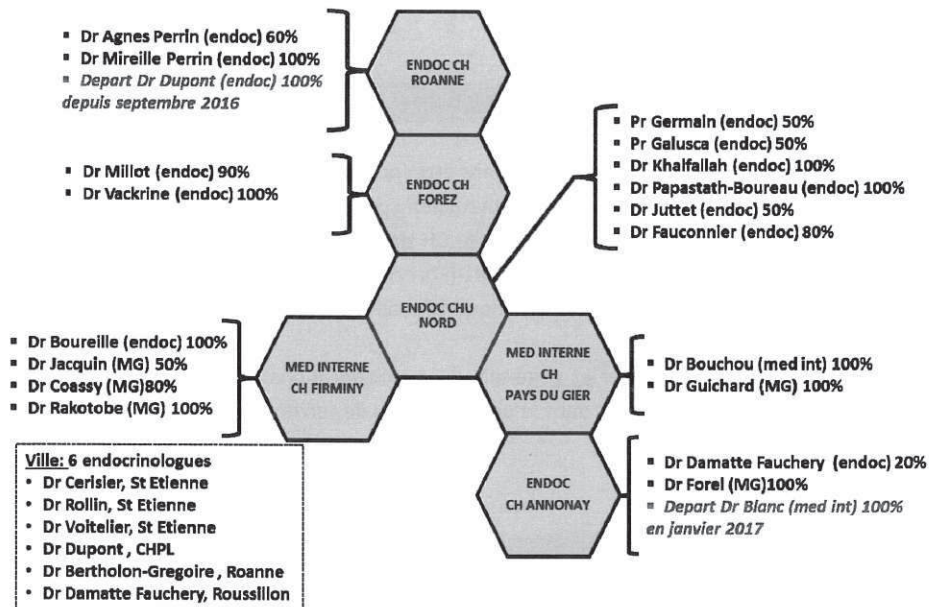 ▪ Dr Agnes Perrin (endoc) 60%
▪ Dr Mireille Perrin (endoc) 100%
▪ Depart Dr Dupont (endoc) 100%
depuis septembre 2016
ENDOC CH
ROANNE
▪ Dr Millot (endoc) 90%
▪ Dr Vackrine (endoc) 100%
ENDOC CH
FOREZ
▪ Pr Germain (endoc) 50%
▪ Pr Galusca (endoc) 50%
▪ Dr Khalfallah (endoc) 100%
▪ Dr Papastath-Boureau (endoc) 100%
▪ Dr Juttet (endoc) 50%
▪ Dr Fauconnier (endoc) 80%
ENDOC CHU
NORD
▪ Dr Boureille (endoc) 100%
▪ Dr Jacquin (MG) 50%
▪ Dr Coassy (MG)80%
▪ Dr Rakotobe (MG) 100%
MED INTERNE
CH FIRMINY
MED INTERNE
CH
PAYS DU GIER
▪ Dr Bouchou (med int) 100%
▪ Dr Guichard (MG) 100%
Ville: 6 endocrinologues
• Dr Cerisier, St Etienne
• Dr Rollin, St Etienne
• Dr Voitelier, St Etienne
• Dr Dupont , CHPL
• Dr Bertholon-Gregoire , Roanne
• Dr Damatte Fauchery, Roussillon
ENDOC
CH ANNONAY
▪ Dr Damatte Fauchery (endoc) 20%
▪ Dr Forel (MG)100%
▪ Depart Dr Blanc (med int) 100%
en janvier 2017